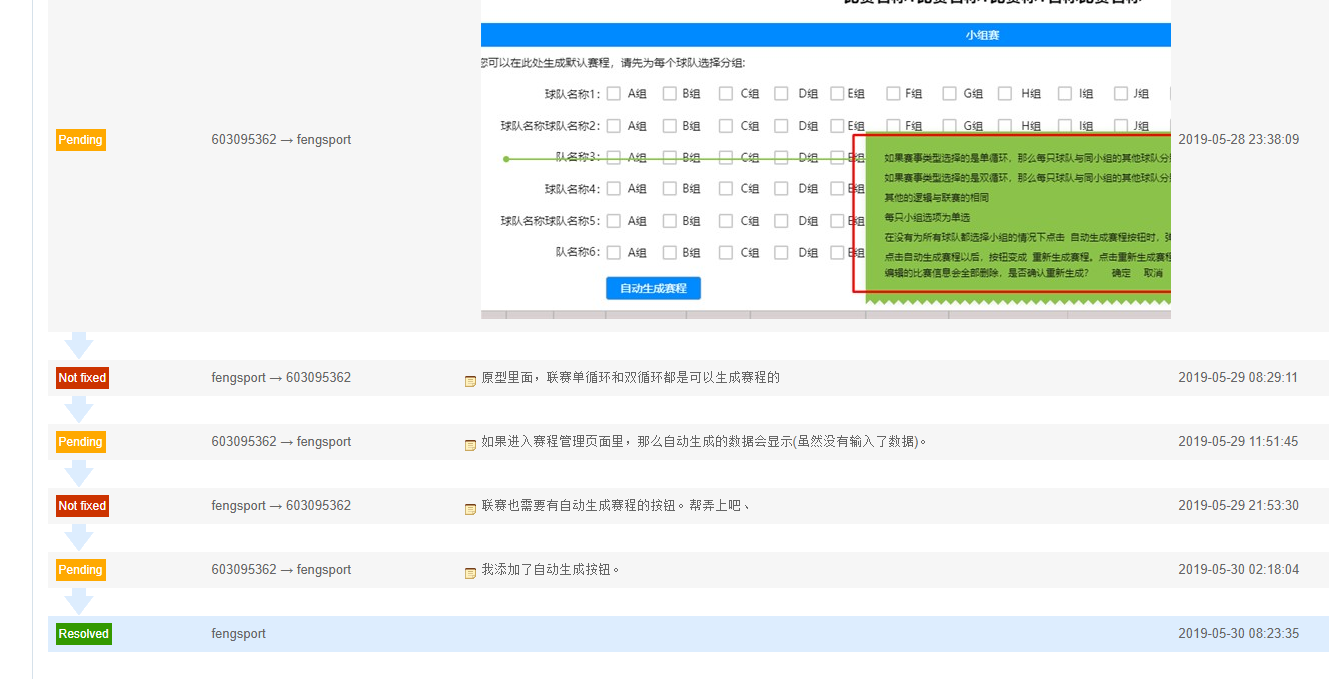 小组赛
您可以在此处生成默认赛程，请先为每个球队选择分组:
球队名称1: A组 B组 C组 D组 E组 F组 G组 H组 I组 J组
球队名称球队名称2: A组 B组 C组 D组 E组 F组 G组 H组 I组 J组
队名称3: A组 B组 C组 D组 E组 如果赛事类型选择的是单循环，那么每只球队与同小组的其他球队分
球队名称4: A组 B组 C组 D组 E组 如果赛事类型选择的是双循环，那么每只球队与同小组的其他球队分
其他的逻辑与联赛的相同
球队名称球队名称5: A组 B组 C组 D组 E组 每只小组选项为单选
在没有为所有球队都选择小组的情况下点击 自动生成赛程按钮时，弹
队名称6: A组 B组 C组 D组 E组 点击自动生成赛程以后，按钮变成 重新生成赛程。点击重新生成赛程
编辑的比赛信息会全部删除，是否确认重新生成? 确定 取消
自动生成赛程
Pending 603095362 → fengsport 2019-05-28 23:38:09
Not fixed fengsport → 603095362 原型里面，联赛单循环和双循环都是可以生成赛程的 2019-05-29 08:29:11
Pending 603095362 → fengsport 如果进入赛程管理页面里，那么自动生成的数据会显示(虽然没有输入了数据)。 2019-05-29 11:51:45
Not fixed fengsport → 603095362 联赛也需要有自动生成赛程的按钮。帮弄上吧、 2019-05-29 21:53:30
Pending 603095362 → fengsport 我添加了自动生成按钮。 2019-05-30 02:18:04
Resolved fengsport 2019-05-30 08:23:35